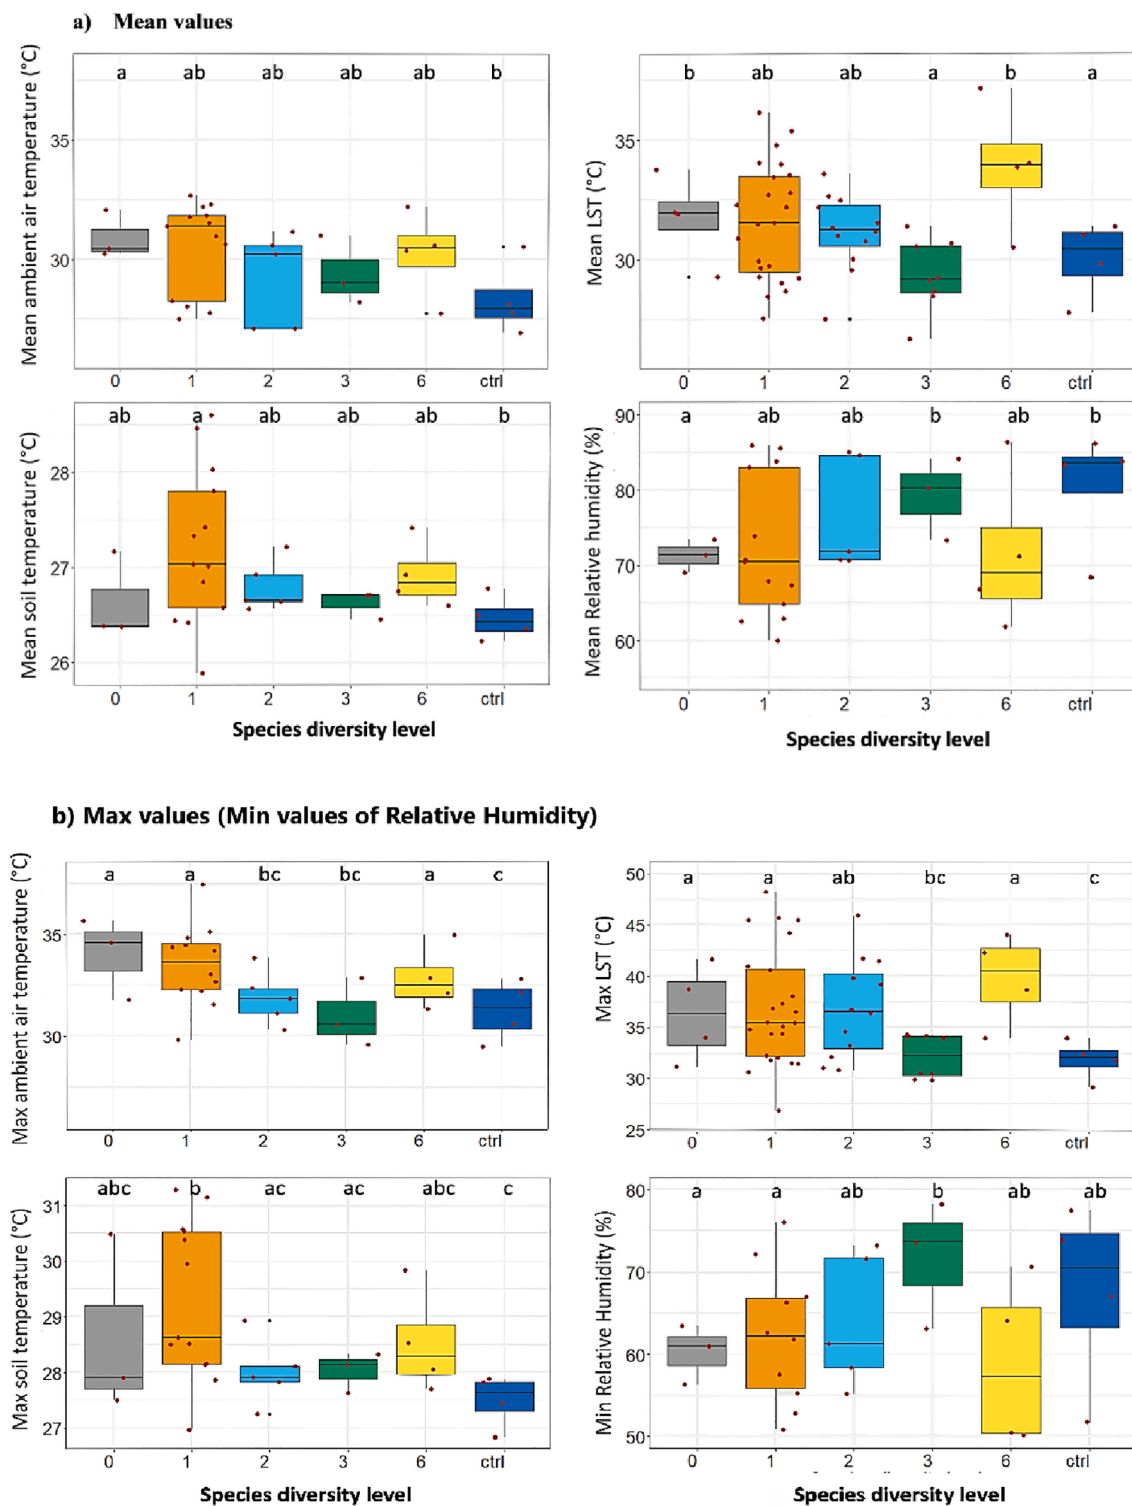 a) Mean values
Mean ambient air temperature (°C)
a ab ab ab ab b
35
30
0 1 2 3 6 ctrl
Mean LST (°C)
b ab ab a b a
35
30
0 1 2 3 6 ctrl
Mean soil temperature (°C)
ab a ab ab ab b
28
27
26
0 1 2 3 6 ctrl
Species diversity level
Mean Relative humidity (%)
a ab ab b ab b
90
80
70
60
0 1 2 3 6 ctrl
Species diversity level
b) Max values (Min values of Relative Humidity)
Max ambient air temperature (°C)
a a bc bc a c
35
30
0 1 2 3 6 ctrl
Max LST (°C)
a a ab bc a c
50
45
40
35
30
25
0 1 2 3 6 ctrl
Max soil temperature (°C)
abc b ac ac abc c
31
30
29
28
27
0 1 2 3 6 ctrl
Species diversity level
Min Relative Humidity (%)
a a ab b ab ab
80
70
60
50
0 1 2 3 6 ctrl
Species diversity level